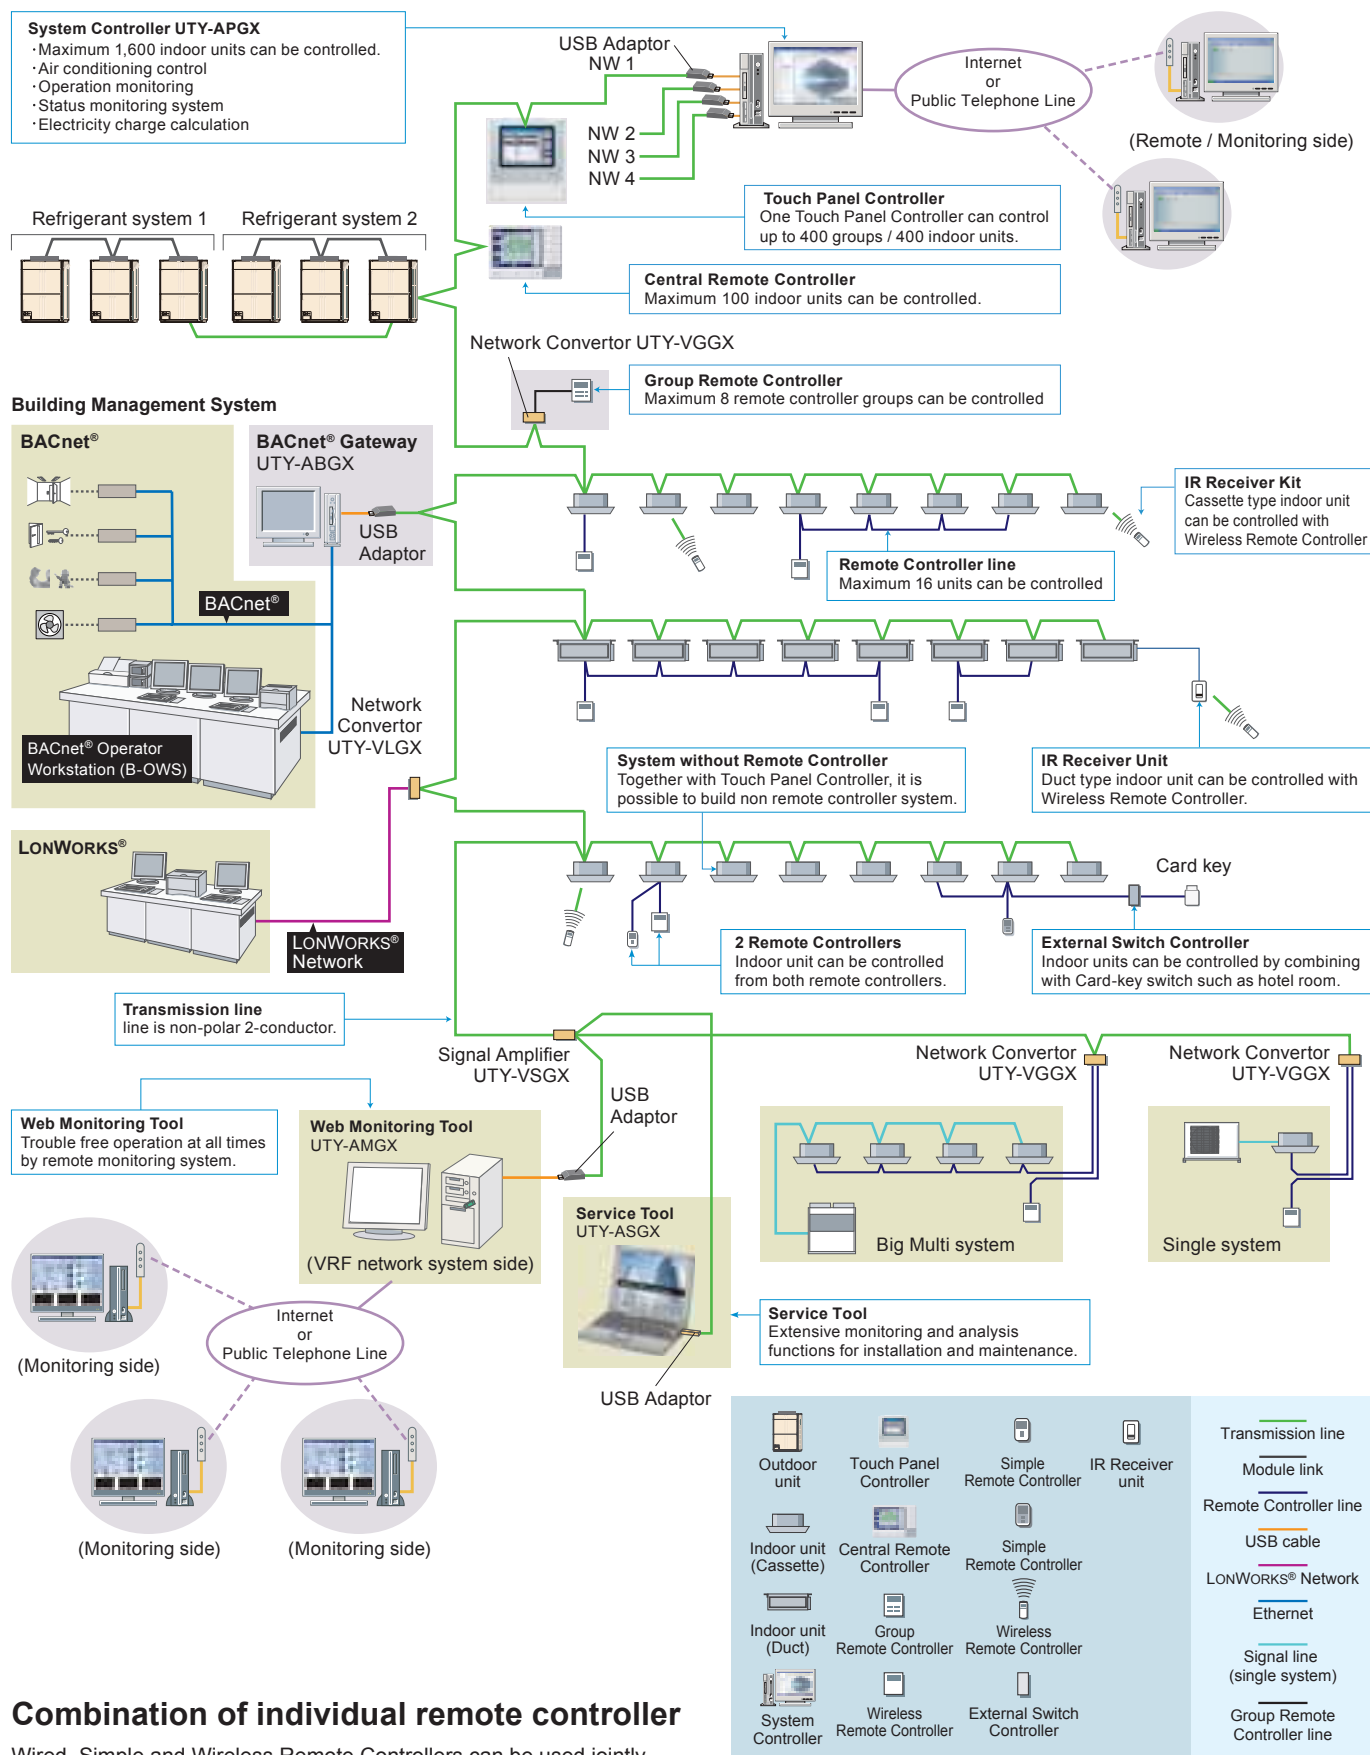 System Controller UTY-APGX
·Maximum 1,600 indoor units can be controlled.
·Air conditioning control
·Operation monitoring
·Status monitoring system
·Electricity charge calculation
USB Adaptor
NW 1
NW 2
NW 3
NW 4
Internet
or
Public Telephone Line
(Remote / Monitoring side)
Touch Panel Controller
One Touch Panel Controller can control
up to 400 groups / 400 indoor units.
Refrigerant system 1
Refrigerant system 2
Central Remote Controller
Maximum 100 indoor units can be controlled.
Network Convertor UTY-VGGX
Group Remote Controller
Maximum 8 remote controller groups can be controlled
Building Management System
BACnet®
BACnet® Gateway
UTY-ABGX
USB
Adaptor
BACnet®
BACnet® Operator
Workstation (B-OWS)
IR Receiver Kit
Cassette type indoor unit
can be controlled with
Wireless Remote Controller
Remote Controller line
Maximum 16 units can be controlled
Network
Convertor
UTY-VLGX
System without Remote Controller
Together with Touch Panel Controller, it is
possible to build non remote controller system.
IR Receiver Unit
Duct type indoor unit can be controlled with
Wireless Remote Controller.
LONWORKS®
LONWORKS®
Network
Card key
2 Remote Controllers
Indoor unit can be controlled
from both remote controllers.
External Switch Controller
Indoor units can be controlled by combining
with Card-key switch such as hotel room.
Transmission line
line is non-polar 2-conductor.
Signal Amplifier
UTY-VSGX
Network Convertor
UTY-VGGX
Network Convertor
UTY-VGGX
USB
Adaptor
Web Monitoring Tool
Trouble free operation at all times
by remote monitoring system.
Web Monitoring Tool
UTY-AMGX
(VRF network system side)
Service Tool
UTY-ASGX
Big Multi system
Single system
Internet
or
Public Telephone Line
(Monitoring side)
(Monitoring side)
(Monitoring side)
Service Tool
Extensive monitoring and analysis
functions for installation and maintenance.
USB Adaptor
Outdoor
unit
Touch Panel
Controller
Simple
Remote Controller
IR Receiver
unit
Indoor unit
(Cassette)
Central Remote
Controller
Simple
Remote Controller
Indoor unit
(Duct)
Group
Remote Controller
Wireless
Remote Controller
System
Controller
Wireless
Remote Controller
External Switch
Controller
Transmission line
Module link
Remote Controller line
USB cable
LONWORKS® Network
Ethernet
Signal line
(single system)
Group Remote
Controller line
Combination of individual remote controller
Wired, Simple and Wireless Remote Controllers can be used jointly